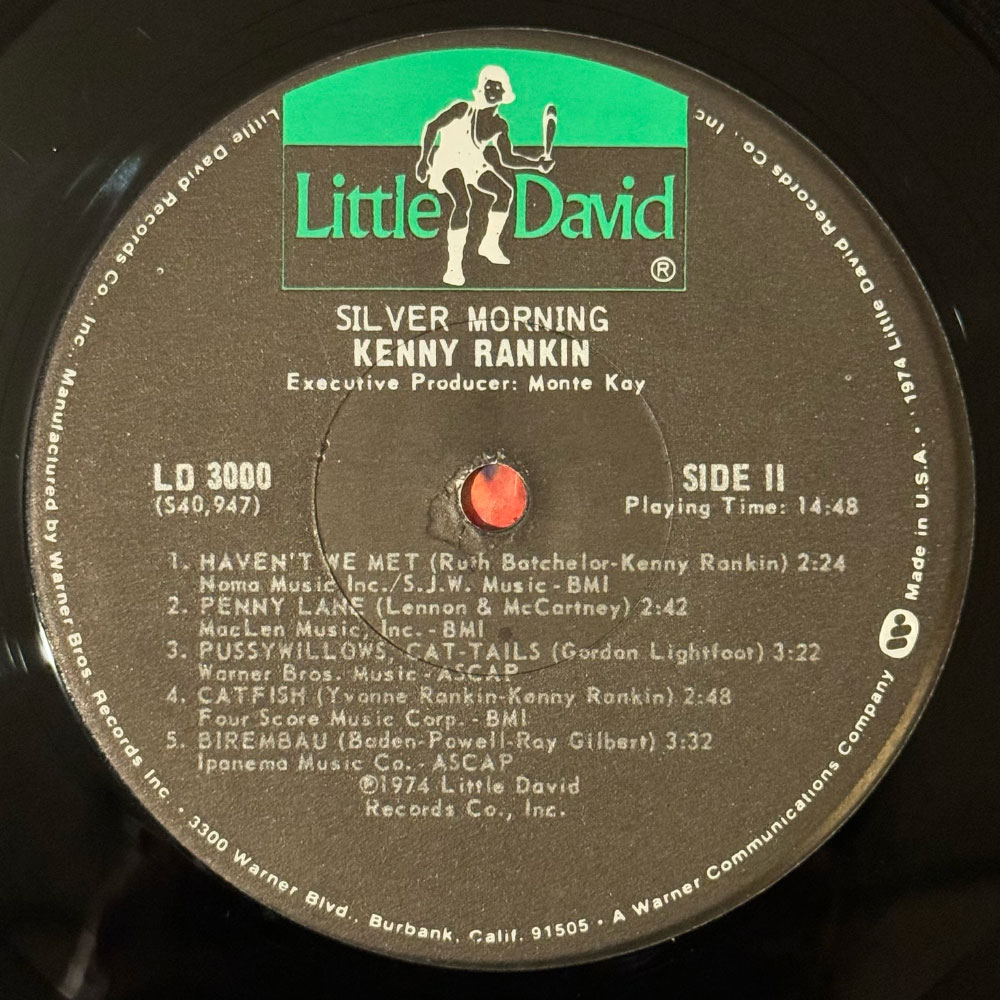 Little David
®
SILVER MORNING
KENNY RANKIN
Executive Producer: Monte Kay
LD 3000
(S40,947)
SIDE II
Playing Time: 14:48
1. HAVEN'T WE MET (Ruth Batchelor-Kenny Rankin) 2:24
Noma Music Inc./S.J.W. Music - BMI
2. PENNY LANE (Lennon & McCartney) 2:42
MacLen Music, Inc. - BMI
3. PUSSYWILLOWS, CAT-TAILS (Gordon Lightfoot) 3:22
Warner Bros. Music - ASCAP
4. CATFISH (Yvonne Rankin-Kenny Rankin) 2:48
Four Score Music Corp. - BMI
5. BIREMBAU (Baden-Powell-Ray Gilbert) 3:32
Ipanema Music Co. - ASCAP
℗1974 Little David
Records Co., Inc.
Little David Records Co., Inc. Manufactured by Warner Bros. Records Inc. • 3300 Warner Blvd., Burbank, Calif. 91505 • A Warner Communications Company Made in U.S.A. • 1974 Little David Records Co., Inc.